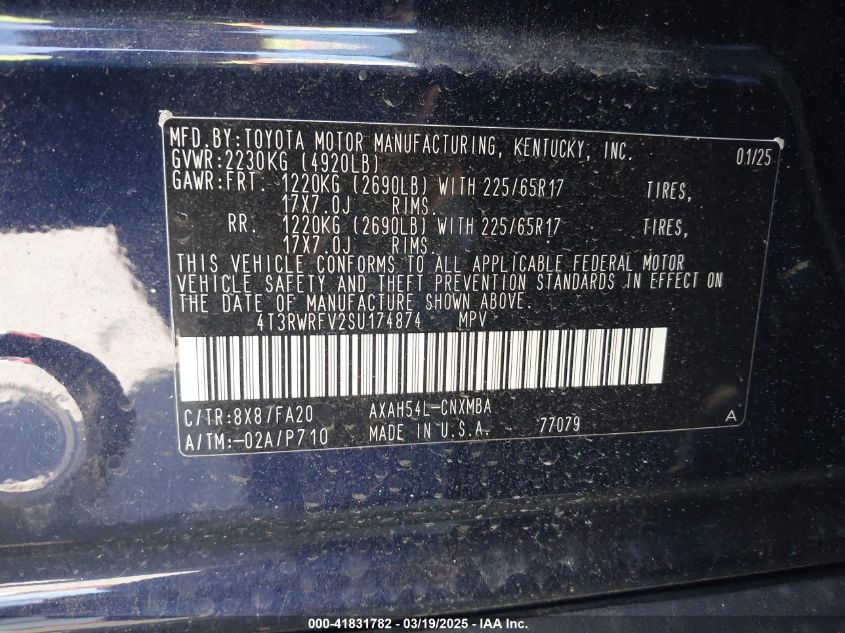 MFD.BY:TOYOTA MOTOR MANUFACTURING, KENTUCKY, INC. 01/25
GVWR:2230KG (4920LB)
GAWR:FRT. 1220KG (2690LB) WITH 225/65R17 TIRES,
17X7.0J RIMS.
RR. 1220KG (2690LB) WITH 225/65R17 TIRES,
17X7.0J RIMS.
THIS VEHICLE CONFORMS TO ALL APPLICABLE FEDERAL MOTOR
VEHICLE SAFETY AND THEFT PREVENTION STANDARDS IN EFFECT ON
THE DATE OF MANUFACTURE SHOWN ABOVE.
4T3RWRFV2SU174874 MPV
C/TR:8X87FA20 AXAH54L-CNXMBA
A/TM:-02A/P710 MADE IN U.S.A. 77079 A
000-41831782 - 03/19/2025 - IAA Inc.